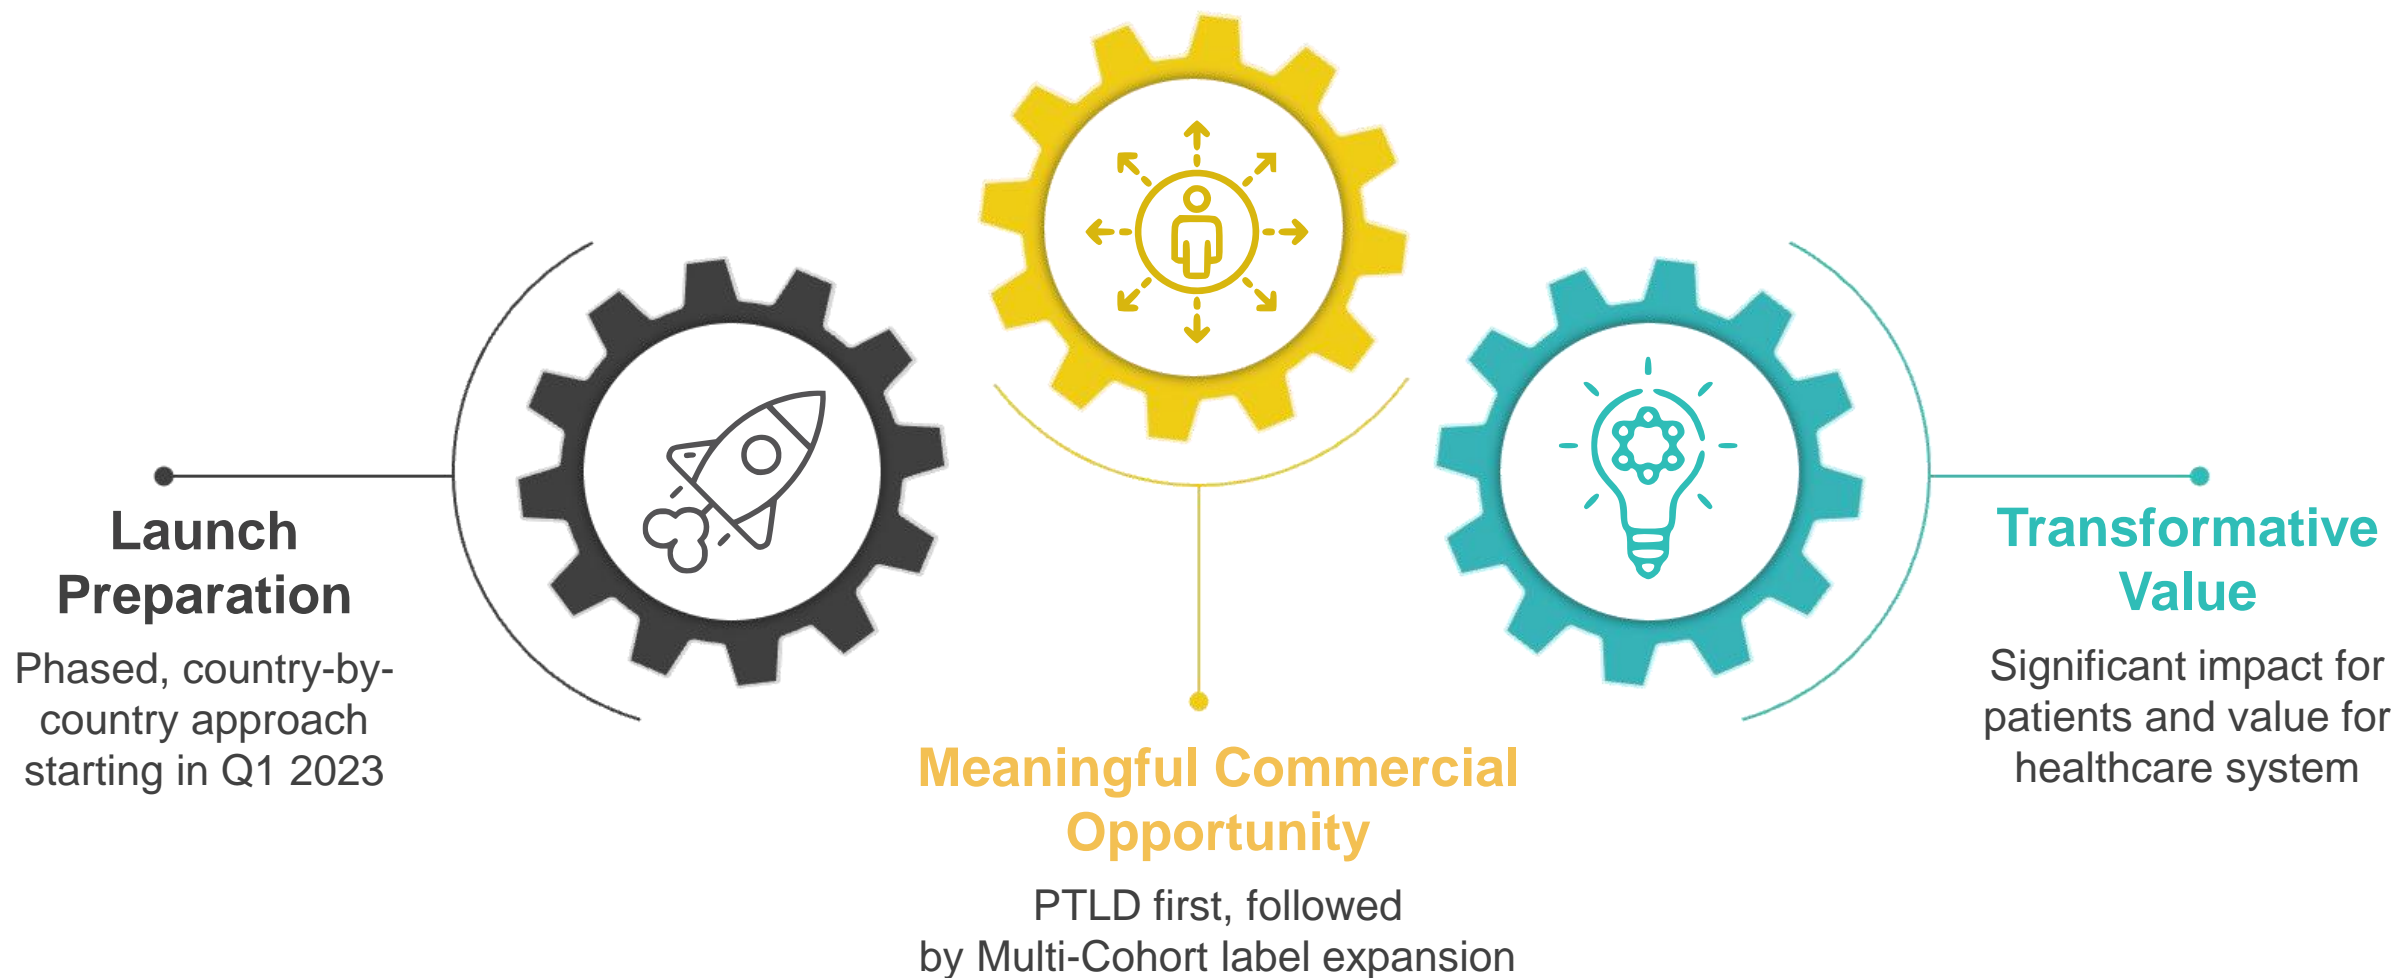 Launch
Preparation
Phased, country-by-
country approach
starting in Q1 2023
Meaningful Commercial
Opportunity
PTLD first, followed
by Multi-Cohort label expansion
Transformative
Value
Significant impact for
patients and value for
healthcare system